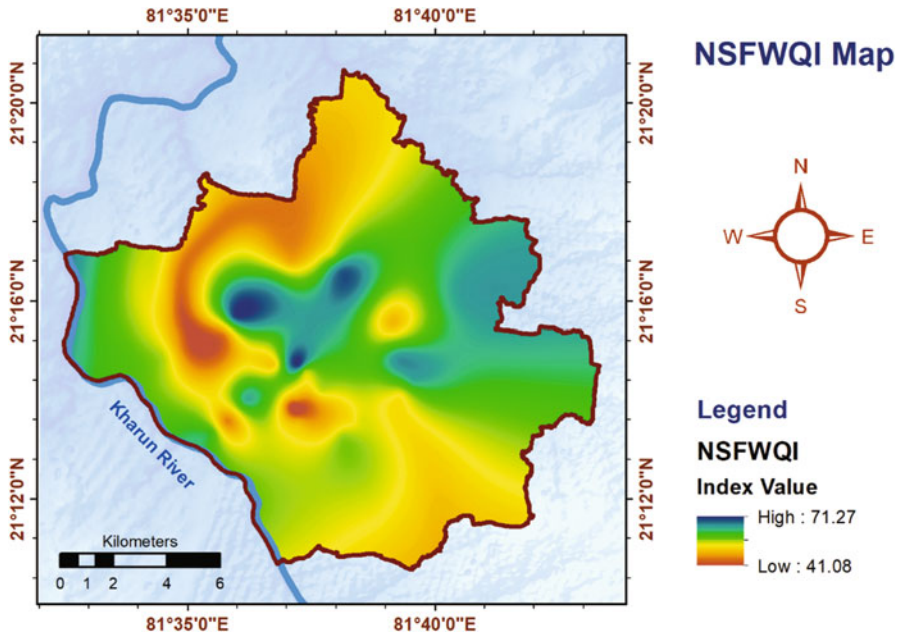 81°35'0"E
81°40'0"E
NSFWQI Map
21°20'0"N
21°20'0"N
N
W
E
S
21°16'0"N
21°16'0"N
Kharun River
Legend
NSFWQI
Index Value
High : 71.27
Low : 41.08
21°12'0"N
21°12'0"N
Kilometers
0 1 2 4 6
81°35'0"E
81°40'0"E